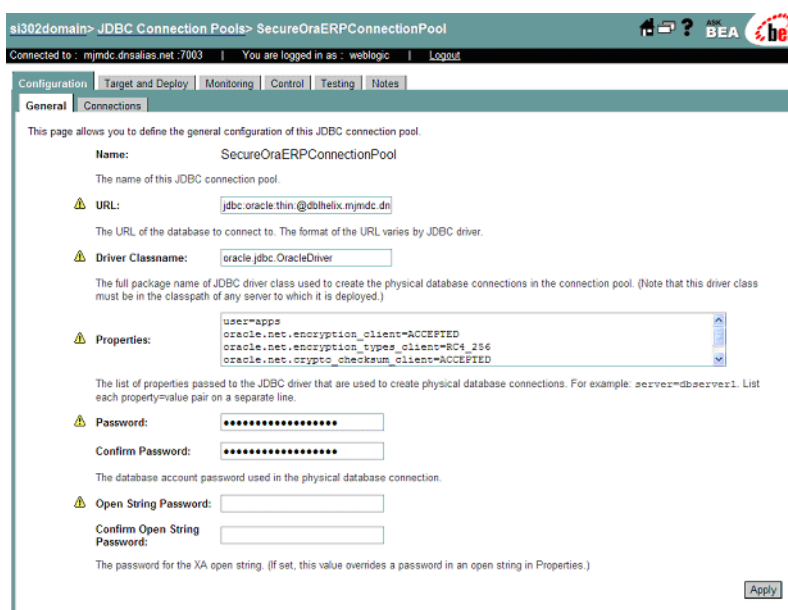 si302domain> JDBC Connection Pools> SecureOraERPConnectionPool
? ASK BEA
Connected to : mjmdc.dnsalias.net :7003 | You are logged in as : weblogic | Logout
Configuration Target and Deploy Monitoring Control Testing Notes
General Connections
This page allows you to define the general configuration of this JDBC connection pool.
Name: SecureOraERPConnectionPool
The name of this JDBC connection pool.
URL: jdbc:oracle:thin:@dblhelix.mjmdc.dn
The URL of the database to connect to. The format of the URL varies by JDBC driver.
Driver Classname: oracle.jdbc.OracleDriver
The full package name of JDBC driver class used to create the physical database connections in the connection pool. (Note that this driver class
must be in the classpath of any server to which it is deployed.)
user=apps
oracle.net.encryption_client=ACCEPTED
Properties: oracle.net.encryption_types_client=RC4_256
oracle.net.crypto_checksum_client=ACCEPTED
The list of properties passed to the JDBC driver that are used to create physical database connections. For example: server=dbserver1. List
each property=value pair on a separate line.
Password: ••••••••••••••••••
Confirm Password: ••••••••••••••••••
The database account password used in the physical database connection.
Open String Password:
Confirm Open String
Password:
The password for the XA open string. (If set, this value overrides a password in an open string in Properties.)
Apply